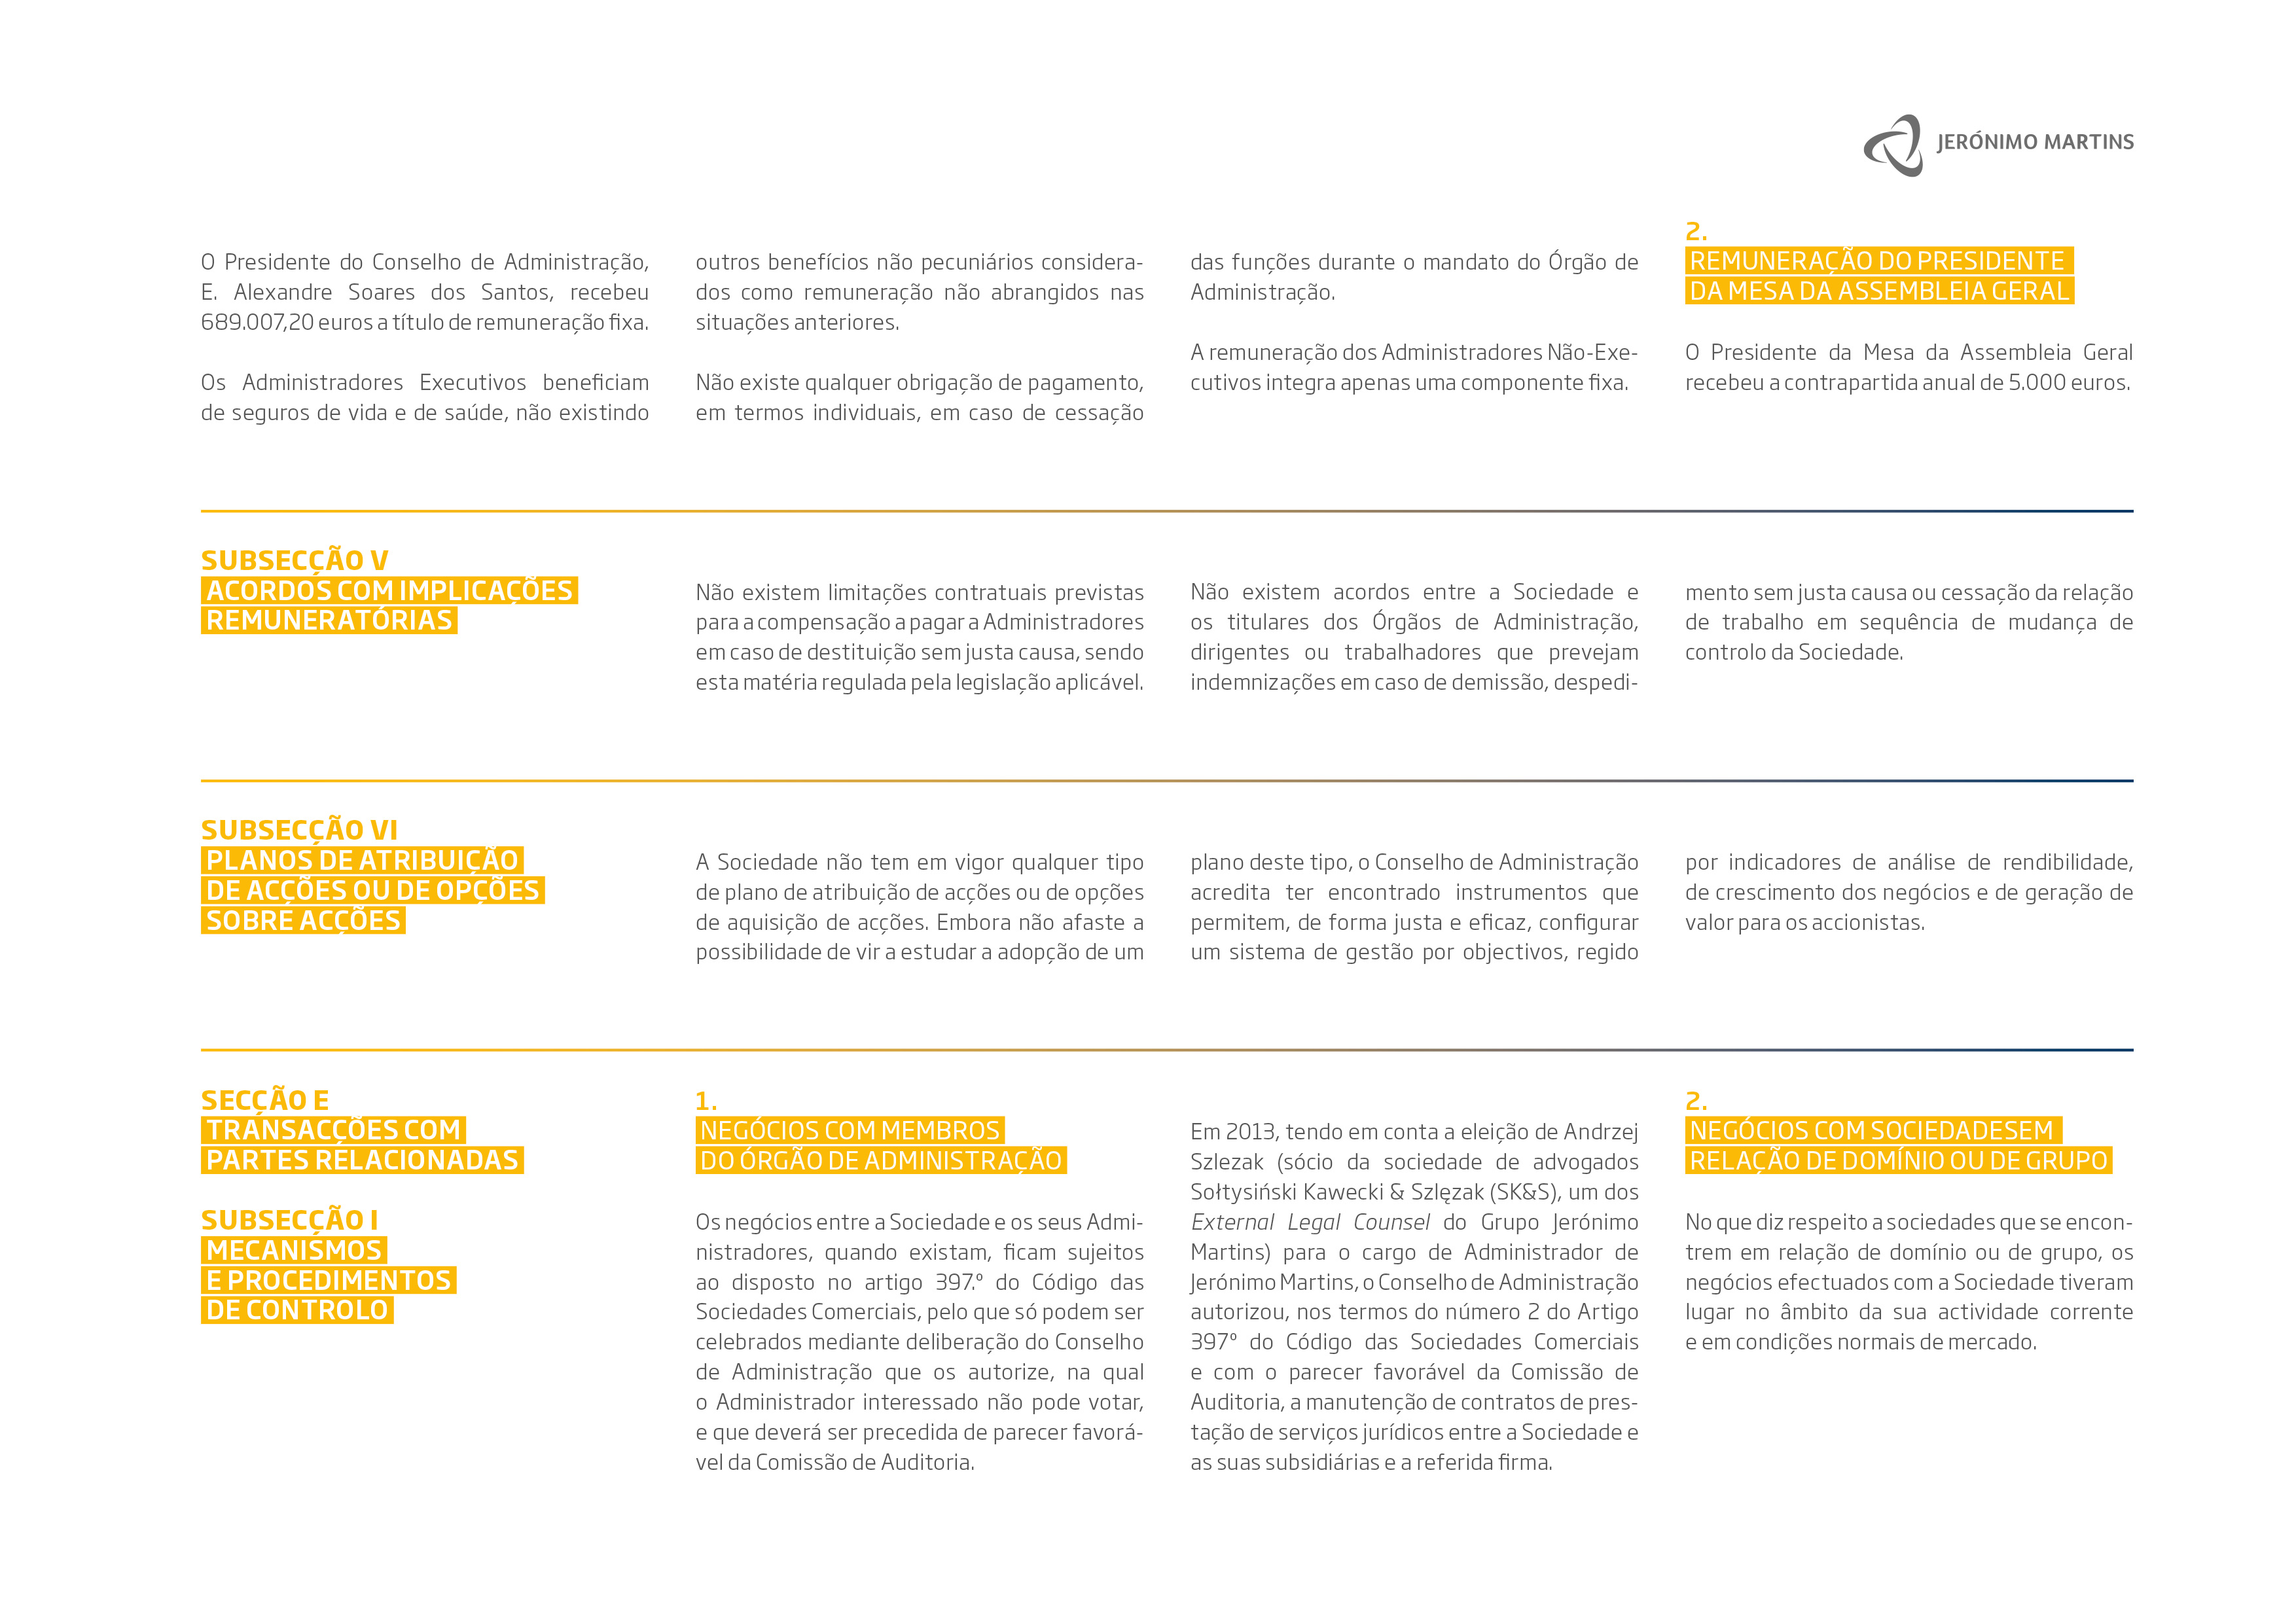 JERÓNIMO MARTINS
O Presidente do Conselho de Administração,
E. Alexandre Soares dos Santos, recebeu
689.007,20 euros a título de remuneração fixa.
Os Administradores Executivos beneficiam
de seguros de vida e de saúde, não existindo
outros benefícios não pecuniários considera-
dos como remuneração não abrangidos nas
situações anteriores.
Não existe qualquer obrigação de pagamento,
em termos individuais, em caso de cessação
das funções durante o mandato do Órgão de
Administração.
A remuneração dos Administradores Não-Exe-
cutivos integra apenas uma componente fixa.
2.
REMUNERAÇÃO DO PRESIDENTE
DA MESA DA ASSEMBLEIA GERAL
O Presidente da Mesa da Assembleia Geral
recebeu a contrapartida anual de 5.000 euros.
SUBSECÇÃO V
ACORDOS COM IMPLICAÇÕES
REMUNERATÓRIAS
Não existem limitações contratuais previstas
para a compensação a pagar a Administradores
em caso de destituição sem justa causa, sendo
esta matéria regulada pela legislação aplicável.
Não existem acordos entre a Sociedade e
os titulares dos Órgãos de Administração,
dirigentes ou trabalhadores que prevejam
indemnizações em caso de demissão, despedi-
mento sem justa causa ou cessação da relação
de trabalho em sequência de mudança de
controlo da Sociedade.
SUBSECÇÃO VI
PLANOS DE ATRIBUIÇÃO
DE ACÇÕES OU DE OPÇÕES
SOBRE ACÇÕES
A Sociedade não tem em vigor qualquer tipo
de plano de atribuição de acções ou de opções
de aquisição de acções. Embora não afaste a
possibilidade de vir a estudar a adopção de um
plano deste tipo, o Conselho de Administração
acredita ter encontrado instrumentos que
permitem, de forma justa e eficaz, configurar
um sistema de gestão por objectivos, regido
por indicadores de análise de rendibilidade,
de crescimento dos negócios e de geração de
valor para os accionistas.
SECÇÃO E
TRANSACÇÕES COM
PARTES RELACIONADAS
SUBSECÇÃO I
MECANISMOS
E PROCEDIMENTOS
DE CONTROLO
1.
NEGÓCIOS COM MEMBROS
DO ÓRGÃO DE ADMINISTRAÇÃO
Os negócios entre a Sociedade e os seus Admi-
nistradores, quando existam, ficam sujeitos
ao disposto no artigo 397.º do Código das
Sociedades Comerciais, pelo que só podem ser
celebrados mediante deliberação do Conselho
de Administração que os autorize, na qual
o Administrador interessado não pode votar,
e que deverá ser precedida de parecer favorá-
vel da Comissão de Auditoria.
Em 2013, tendo em conta a eleição de Andrzej
Szlezak (sócio da sociedade de advogados
Sołtysiński Kawecki & Szlęzak (SK&S), um dos
External Legal Counsel do Grupo Jerónimo
Martins) para o cargo de Administrador de
Jerónimo Martins, o Conselho de Administração
autorizou, nos termos do número 2 do Artigo
397º do Código das Sociedades Comerciais
e com o parecer favorável da Comissão de
Auditoria, a manutenção de contratos de pres-
tação de serviços jurídicos entre a Sociedade e
as suas subsidiárias e a referida firma.
2.
NEGÓCIOS COM SOCIEDADESEM
RELAÇÃO DE DOMÍNIO OU DE GRUPO
No que diz respeito a sociedades que se encon-
trem em relação de domínio ou de grupo, os
negócios efectuados com a Sociedade tiveram
lugar no âmbito da sua actividade corrente
e em condições normais de mercado.